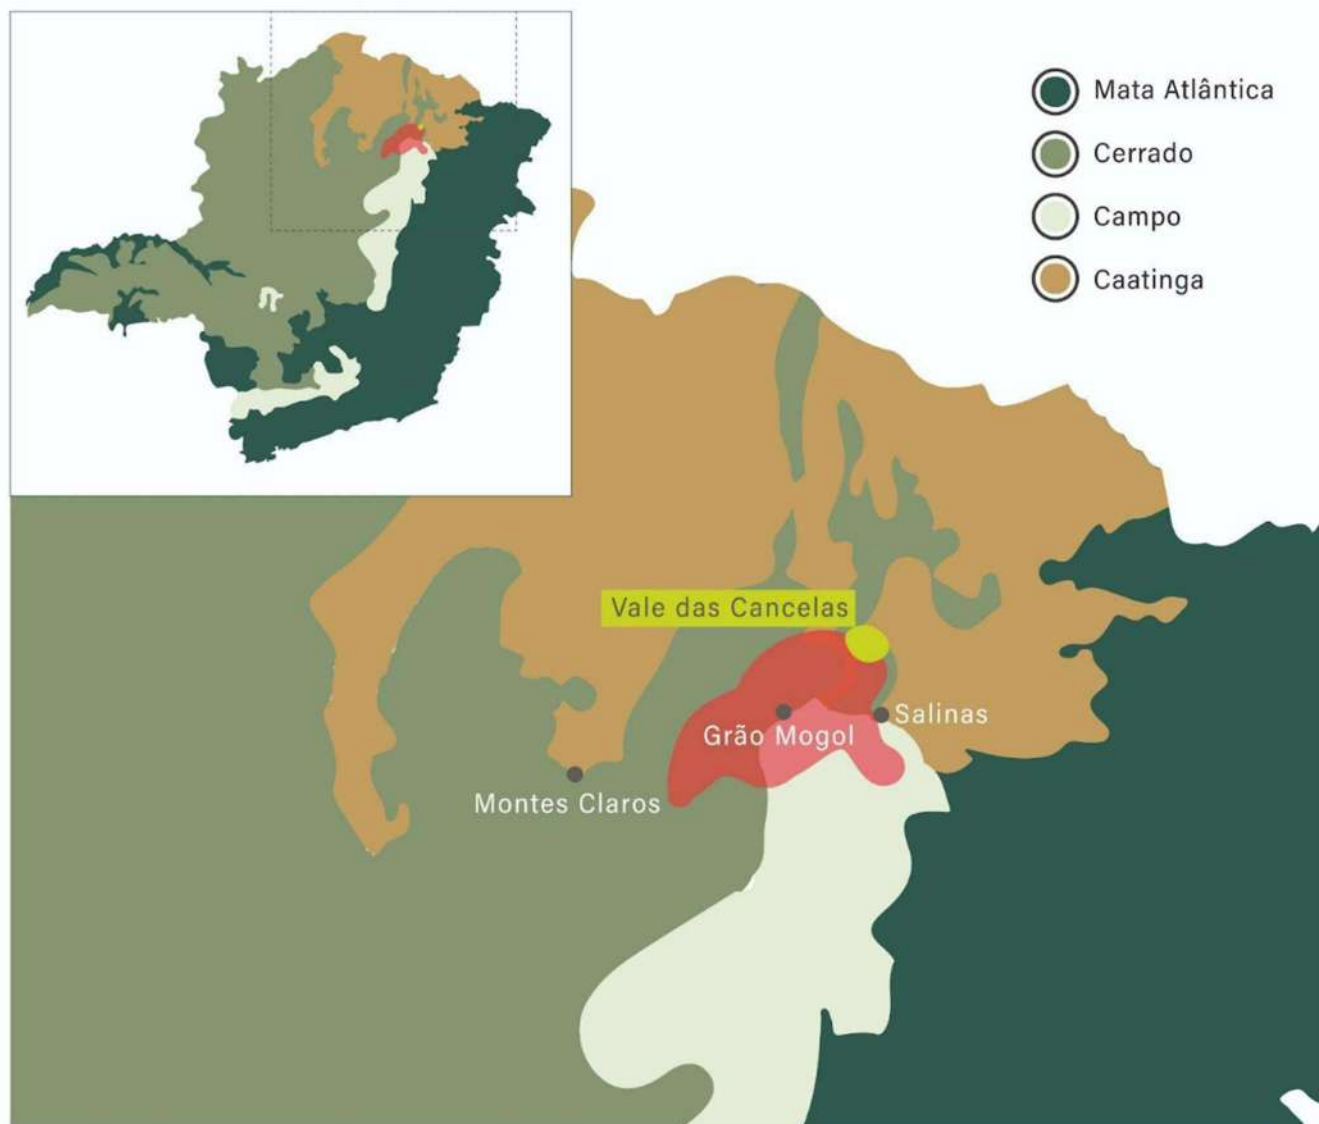 Mata Atlântica
Cerrado
Campo
Caatinga
Vale das Cancelas
Salinas
Grão Mogol
Montes Claros